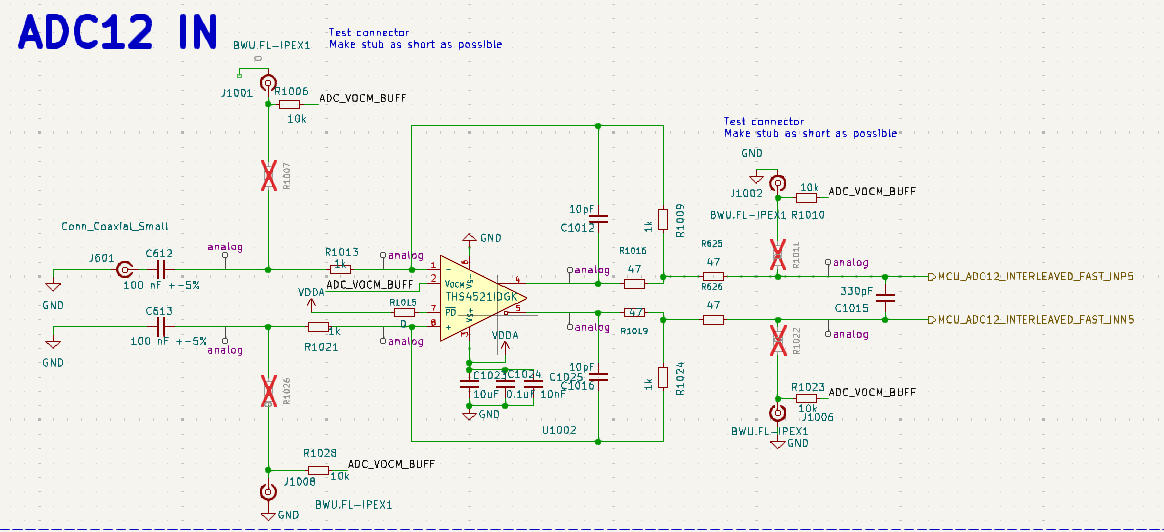 ADC12 IN
Test connector
Make stub as short as possible
BWU.FL-IPEX1
J1001
R1006
ADC_VOCM_BUFF
10k
R1007
Test connector
Make stub as short as possible
GND
J1002
10k
ADC_VOCM_BUFF
BWU.FL-IPEX1 R1010
R1011
10pF
C1012
1k
R1009
Conn_Coaxial_Small
J601
C612
100 nF +-5%
analog
GND
R1013
1k
analog
GND
ADC_VOCM_BUFF
VDDA
R1015
0
1
2
7
8
6
3
4
5
VOCM
PD
VS-
VS+
THS4521IDGK
analog
R1016
47
R625
47
R626
47
analog
MCU_ADC12_INTERLEAVED_FAST_INP5
330pF
C1015
MCU_ADC12_INTERLEAVED_FAST_INN5
C613
100 nF +-5%
analog
GND
1k
R1021
analog
VDDA
analog
47
R1019
analog
R1022
R1026
C1023
10uF
C1024
0.1uF
C1025
10nF
GND
10pF
C1016
1k
R1024
U1002
R1023
ADC_VOCM_BUFF
10k
J1006
BWU.FL-IPEX1
GND
R1028
ADC_VOCM_BUFF
10k
J1008
BWU.FL-IPEX1
GND